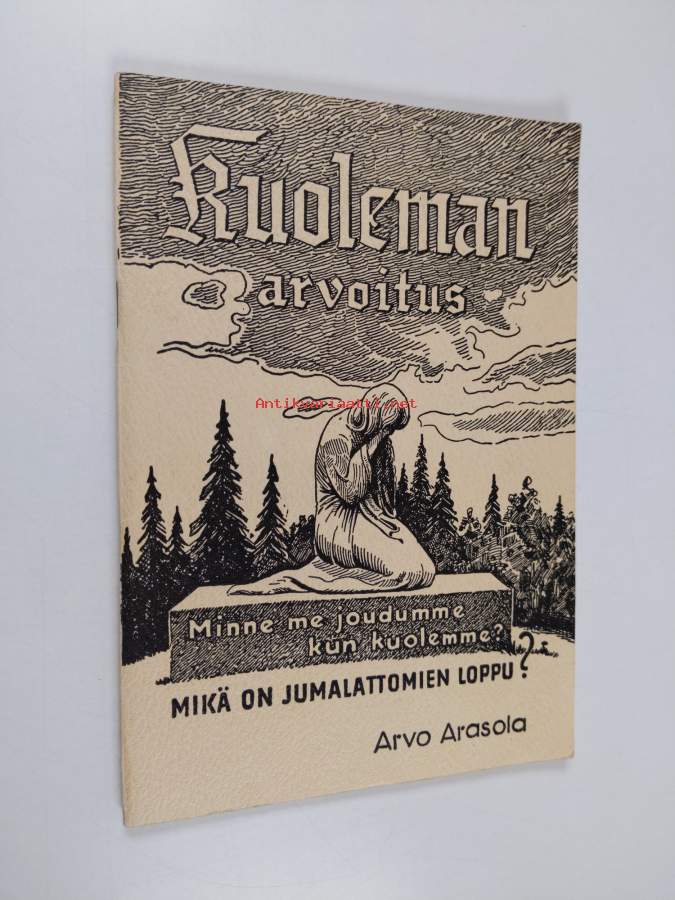 Kuoleman
arvoitus
Antikvariaatti.net
Minne me joudumme
kun kuolemme?
MIKÄ ON JUMALATTOMIEN LOPPU?
Arvo Arasola